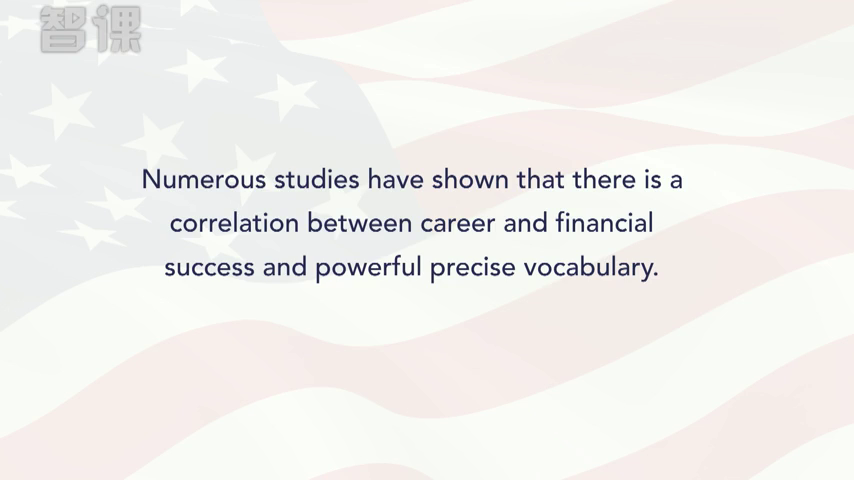 智课
Numerous studies have shown that there is a
correlation between career and financial
success and powerful precise vocabulary.